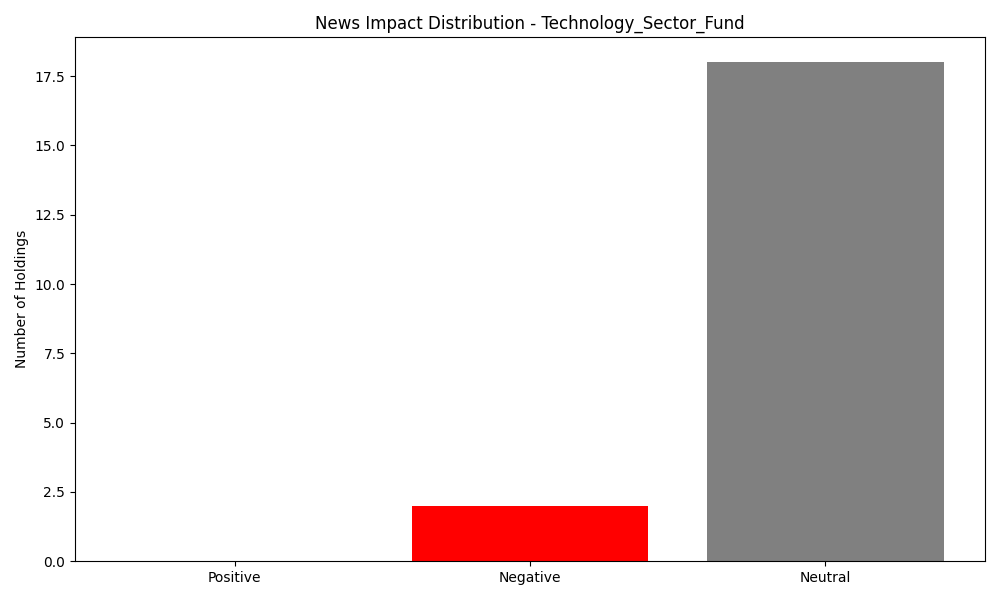 News Impact Distribution - Technology_Sector_Fund
Number of Holdings
17.5
15.0
12.5
10.0
7.5
5.0
2.5
0.0
Positive
Negative
Neutral